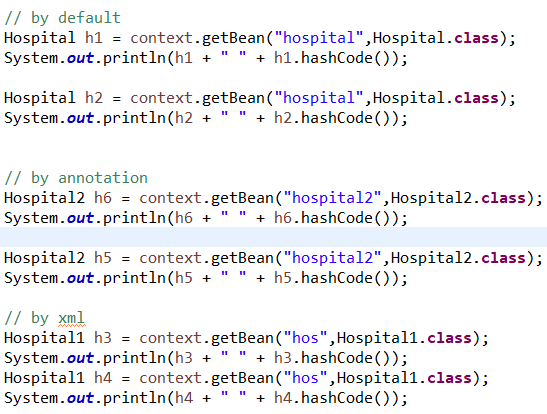 // by default
Hospital h1 = context.getBean("hospital",Hospital.class);
System.out.println(h1 + " " + h1.hashCode());
Hospital h2 = context.getBean("hospital",Hospital.class);
System.out.println(h2 + " " + h2.hashCode());
// by annotation
Hospital2 h6 = context.getBean("hospital2",Hospital2.class);
System.out.println(h6 + " " + h6.hashCode());
Hospital2 h5 = context.getBean("hospital2",Hospital2.class);
System.out.println(h5 + " " + h5.hashCode());
// by xml
Hospital1 h3 = context.getBean("hos",Hospital1.class);
System.out.println(h3 + " " + h3.hashCode());
Hospital1 h4 = context.getBean("hos",Hospital1.class);
System.out.println(h4 + " " + h4.hashCode());